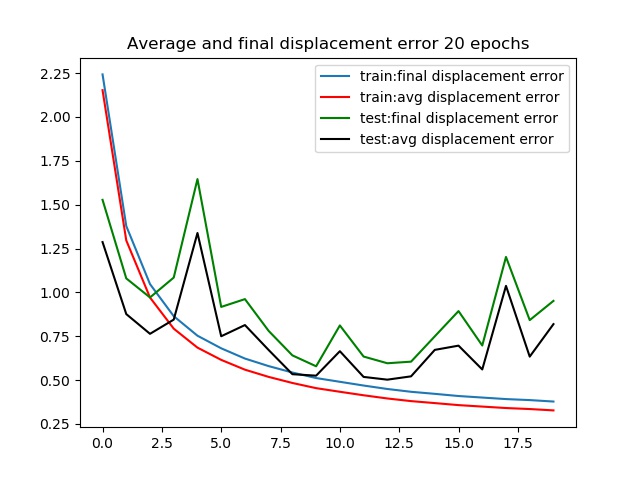 Average and final displacement error 20 epochs
2.25
2.00
1.75
1.50
1.25
1.00
0.75
0.50
0.25
train:final displacement error
train:avg displacement error
test:final displacement error
test:avg displacement error
0.0 2.5 5.0 7.5 10.0 12.5 15.0 17.5